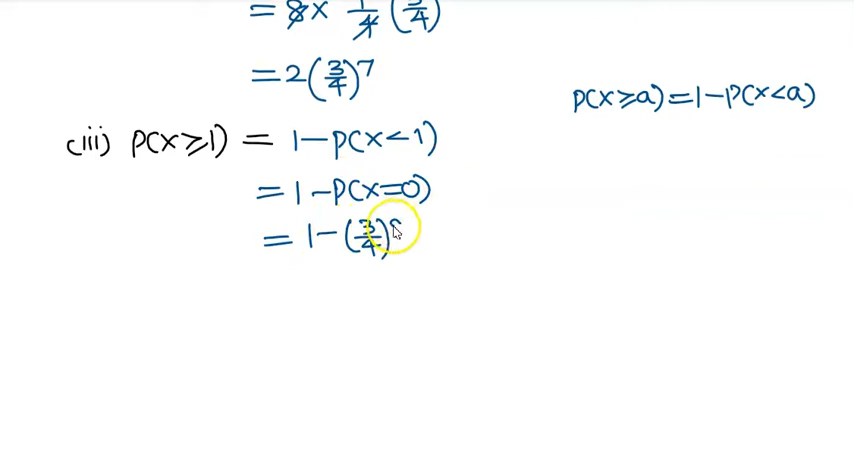 = 8 × 1/4 (3/4)
= 2(3/4)^7
P(X≥a) = 1-P(X<a)
(iii) P(X≥1) = 1-P(X<1)
= 1-P(X=0)
= 1-(3/4)